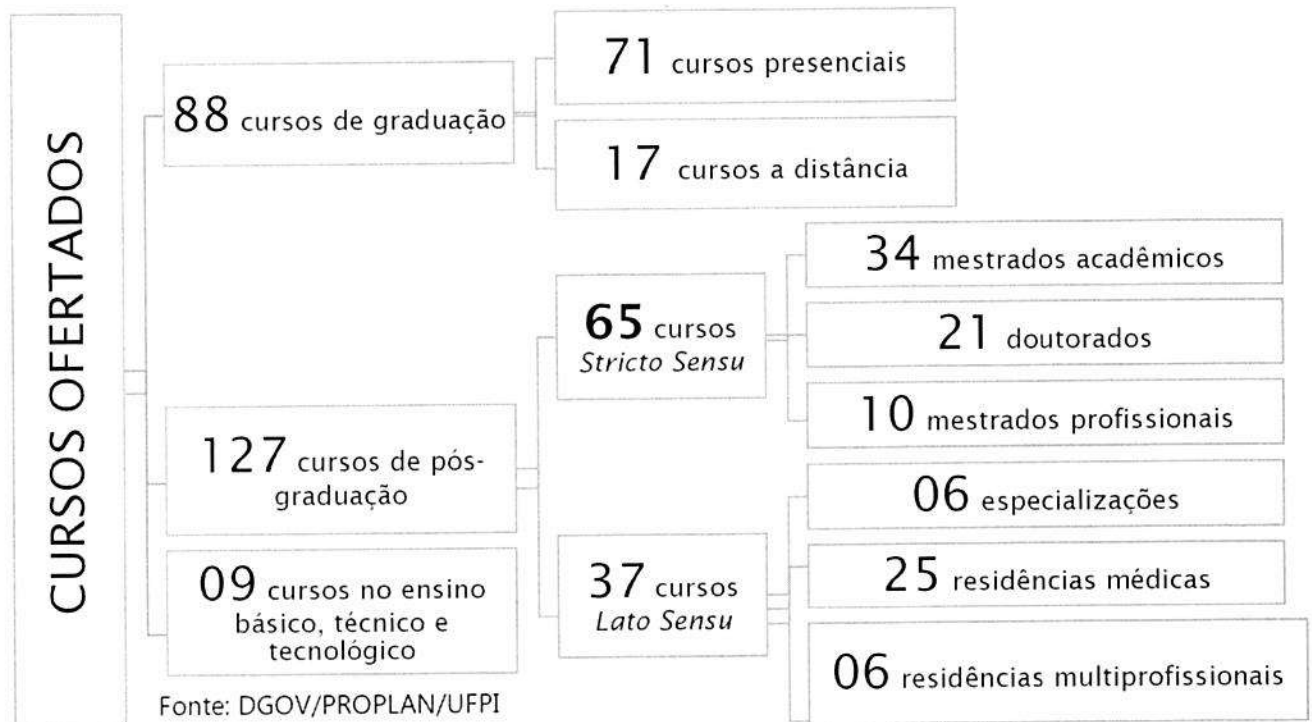 CURSOS OFERTADOS
88 cursos de graduação
71 cursos presenciais
17 cursos a distância
127 cursos de pós-
graduação
65 cursos
Stricto Sensu
34 mestrados acadêmicos
21 doutorados
10 mestrados profissionais
37 cursos
Lato Sensu
06 especializações
25 residências médicas
06 residências multiprofissionais
09 cursos no ensino
básico, técnico e
tecnológico
Fonte: DGOV/PROPLAN/UFPI